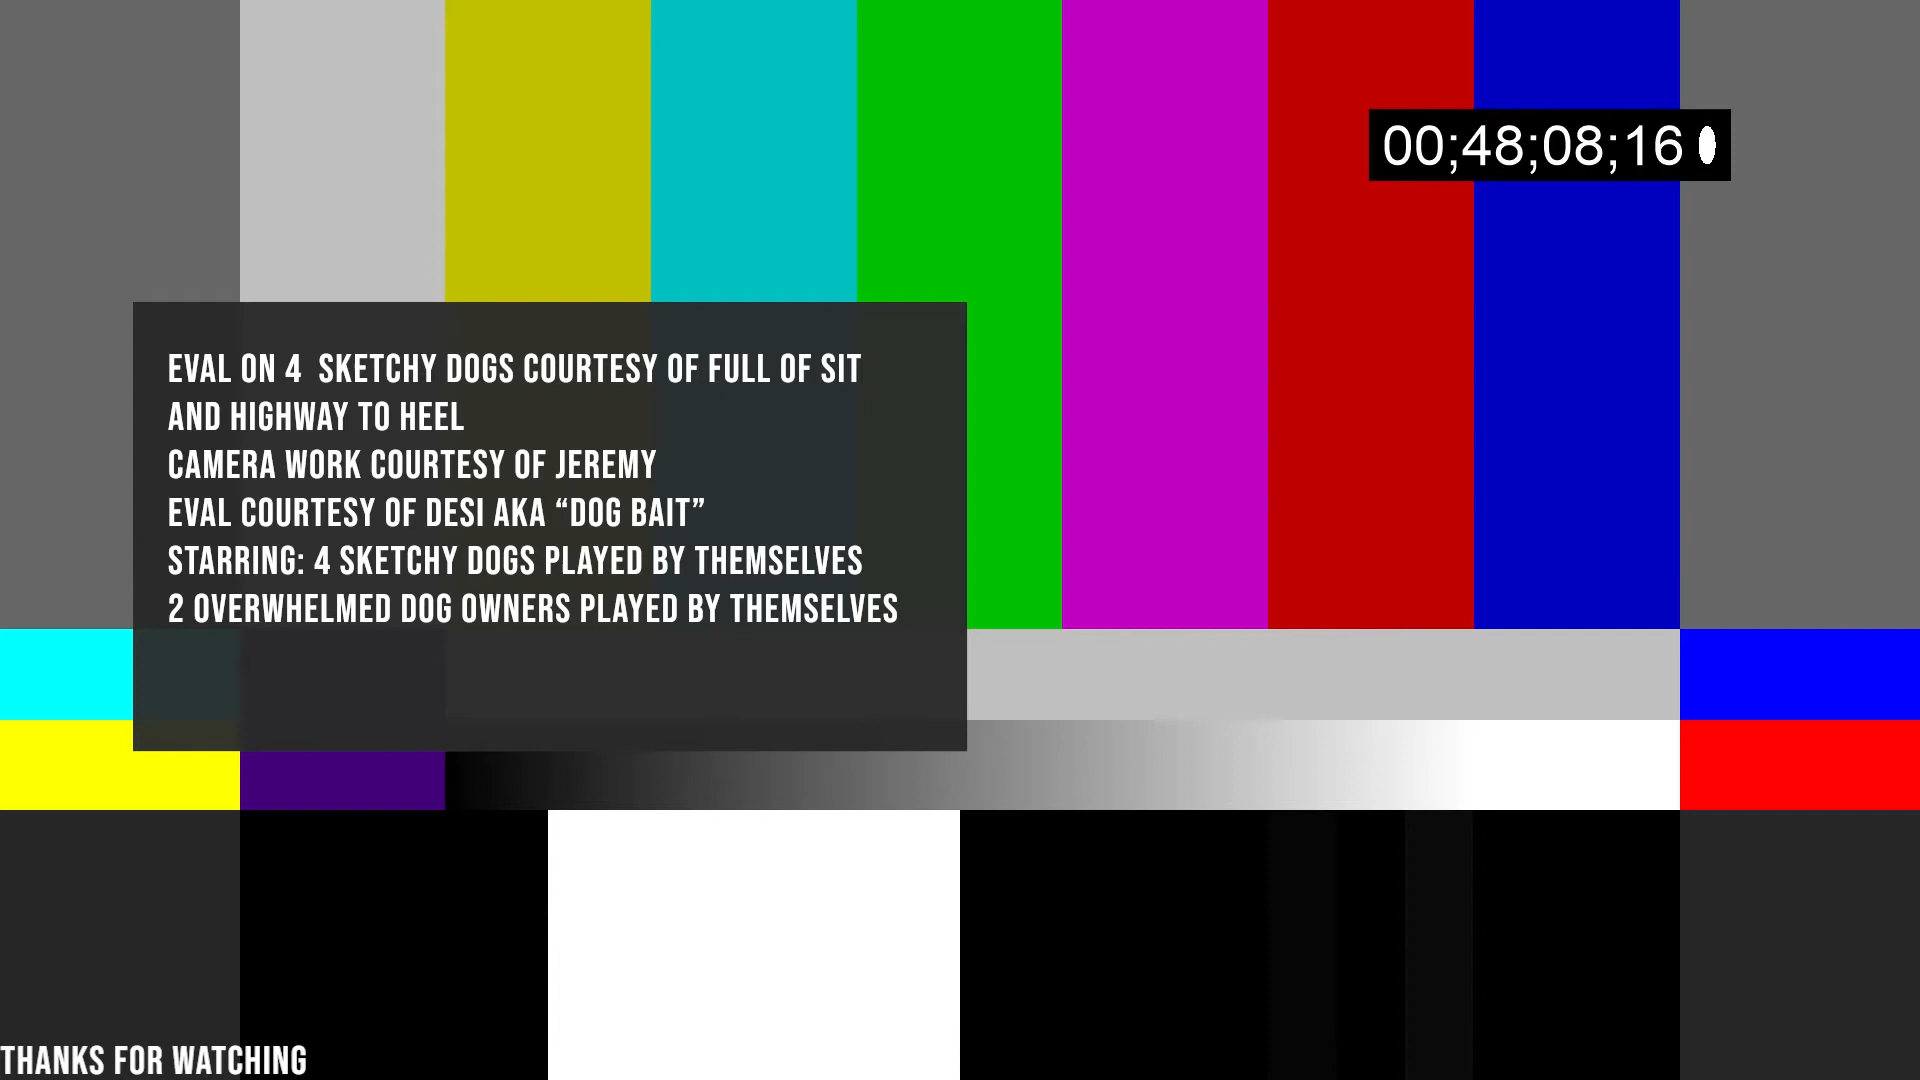 00;48;08;16
EVAL ON 4  SKETCHY DOGS COURTESY OF FULL OF SIT
AND HIGHWAY TO HEEL
CAMERA WORK COURTESY OF JEREMY
EVAL COURTESY OF DESI AKA “DOG BAIT”
STARRING: 4 SKETCHY DOGS PLAYED BY THEMSELVES
2 OVERWHELMED DOG OWNERS PLAYED BY THEMSELVES
THANKS FOR WATCHING